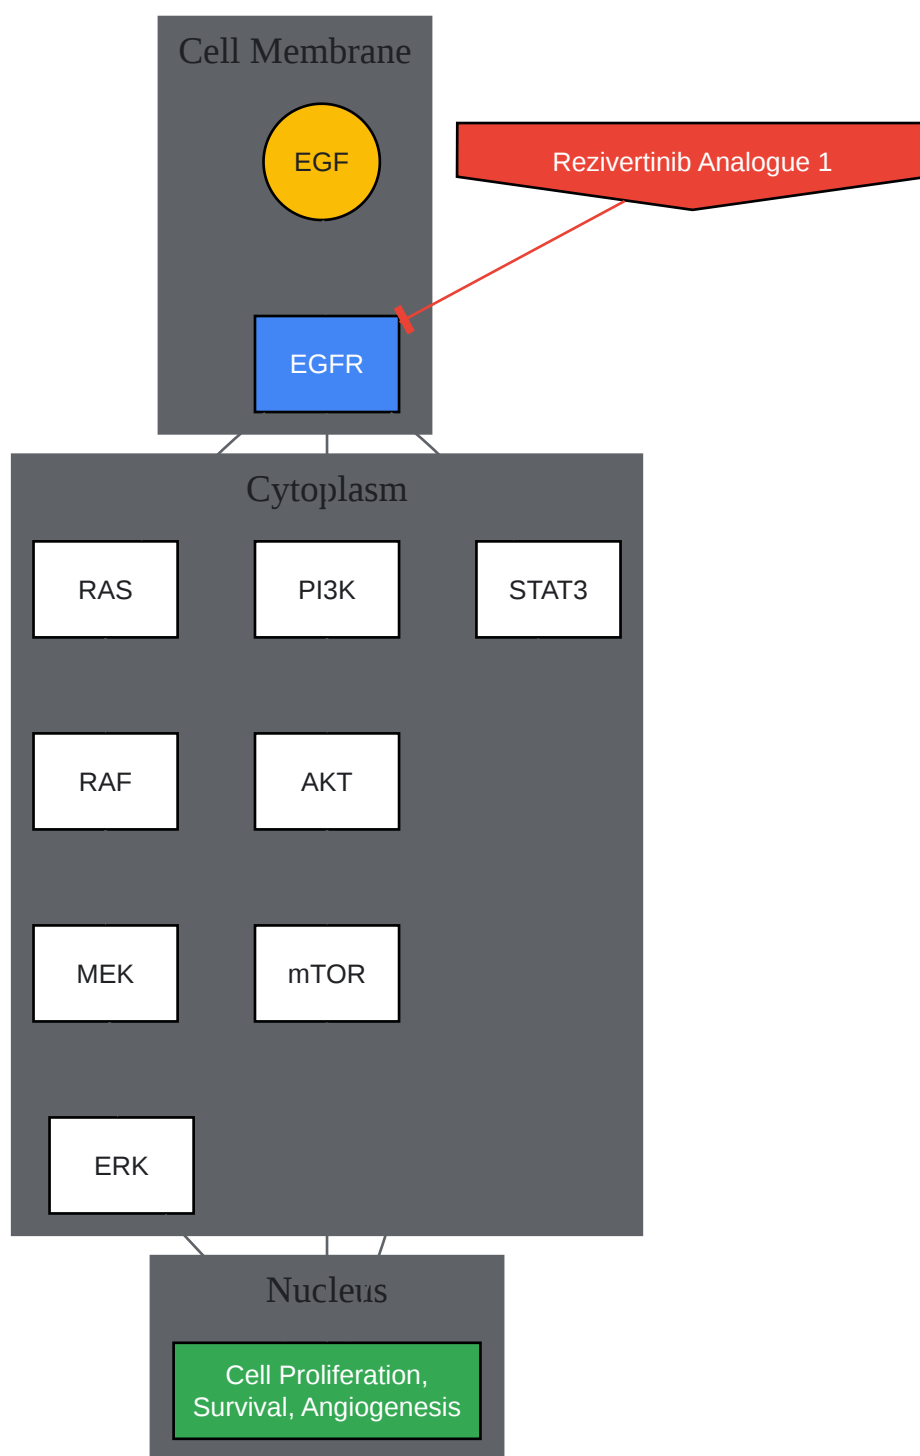 Cell Membrane
EGF
Rezivertinib Analogue 1
EGFR
Cytoplasm
RAS
PI3K
STAT3
RAF
AKT
MEK
mTOR
ERK
Nucleus
Cell Proliferation,
Survival, Angiogenesis